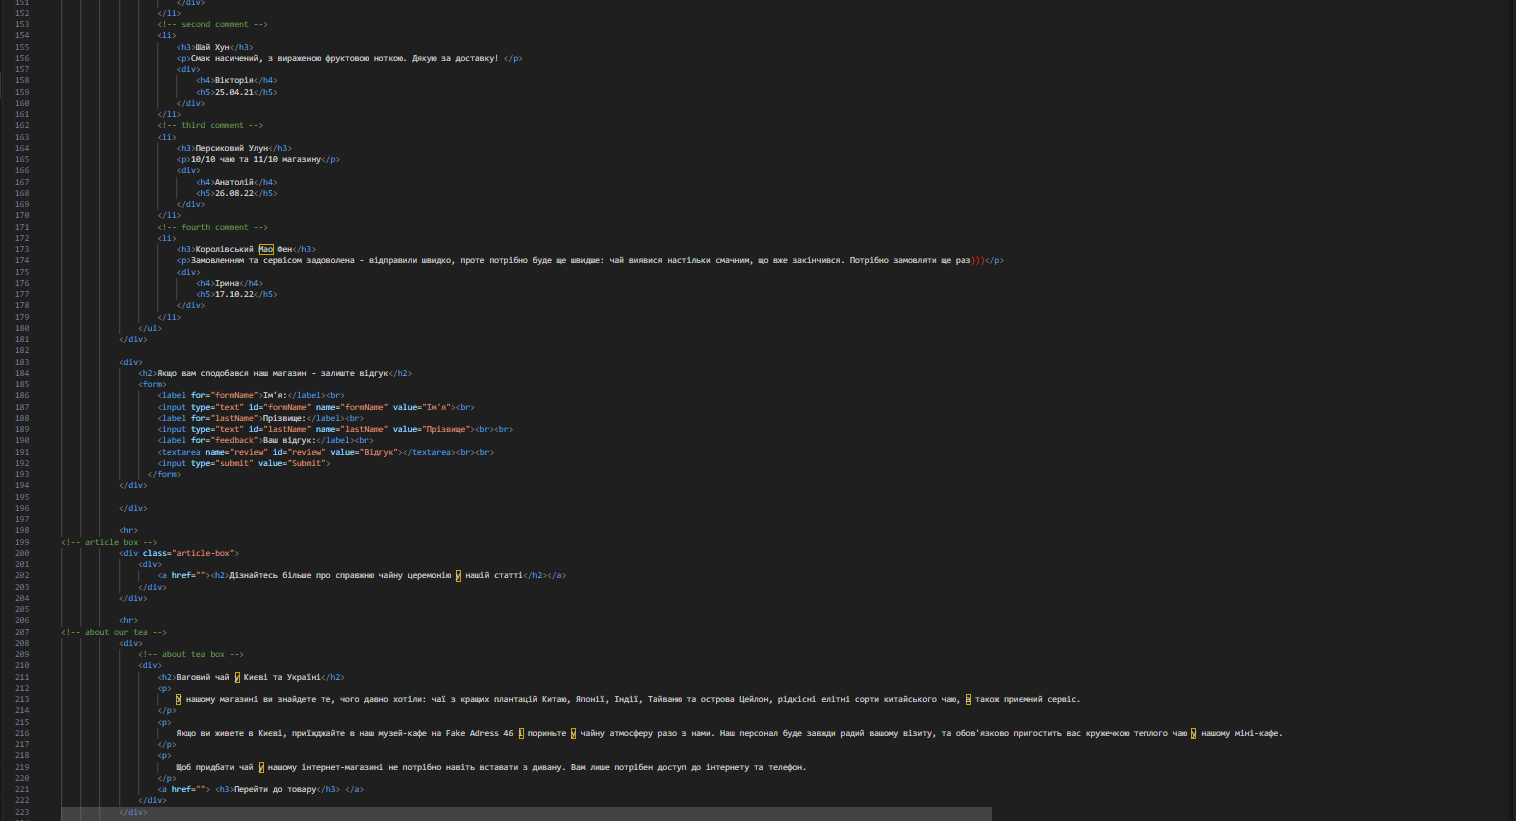 151 </div>
152 </li>
153 <!-- second comment -->
154 <li>
155 <h3>Шай Хун</h3>
156 <p>Смак насичений, з вираженою фруктовою ноткою. Дякую за доставку! </p>
157 <div>
158 <h4>Вікторія</h4>
159 <h5>25.04.21</h5>
160 </div>
161 </li>
162 <!-- third comment -->
163 <li>
164 <h3>Персиковий Улун</h3>
165 <p>10/10 чаю та 11/10 магазину</p>
166 <div>
167 <h4>Анатолій</h4>
168 <h5>26.08.22</h5>
169 </div>
170 </li>
171 <!-- fourth comment -->
172 <li>
173 <h3>Королівський Мао Фен</h3>
174 <p>Замовленням та сервісом задоволена - відправили швидко, проте потрібно буде ще швидше: чай виявися настільки смачним, що вже закінчився. Потрібно замовляти ще раз)))</p>
175 <div>
176 <h4>Ірина</h4>
177 <h5>17.10.22</h5>
178 </div>
179 </li>
180 </ul>
181 </div>
182
183 <div>
184 <h2>Якщо вам сподобався наш магазин - залиште відгук</h2>
185 <form>
186 <label for="formName">Ім'я:</label><br>
187 <input type="text" id="formName" name="formName" value="Ім'я"><br>
188 <label for="lastName">Прізвище:</label><br>
189 <input type="text" id="lastName" name="lastName" value="Прізвище"><br><br>
190 <label for="feedback">Ваш відгук:</label><br>
191 <textarea name="review" id="review" value="Відгук"></textarea><br><br>
192 <input type="submit" value="Submit">
193 </form>
194 </div>
195
196 </div>
197
198 <hr>
199 <!-- article box -->
200 <div class="article-box">
201 <div>
202 <a href=""><h2>Дізнайтесь більше про справжню чайну церемонію у нашій статті</h2></a>
203 </div>
204 </div>
205
206 <hr>
207 <!-- about our tea -->
208 <div>
209 <!-- about tea box -->
210 <div>
211 <h2>Ваговий чай у Києві та Україні</h2>
212 <p>
213 У нашому магазині ви знайдете те, чого давно хотіли: чаї з кращих плантацій Китаю, Японії, Індії, Тайваню та острова Цейлон, рідкісні елітні сорти китайського чаю, а також приємний сервіс.
214 </p>
215 <p>
216 Якщо ви живете в Києві, приїжджайте в наш музей-кафе на Fake Adress 46 і пориньте у чайну атмосферу разо з нами. Наш персонал буде завжди радий вашому візиту, та обов'язково пригостить вас кружечкою теплого чаю у нашому міні-кафе.
217 </p>
218 <p>
219 Щоб придбати чай у нашому інтернет-магазині не потрібно навіть вставати з дивану. Вам лише потрібен доступ до інтернету та телефон.
220 </p>
221 <a href=""> <h3>Перейти до товару</h3> </a>
222 </div>
223 </div>